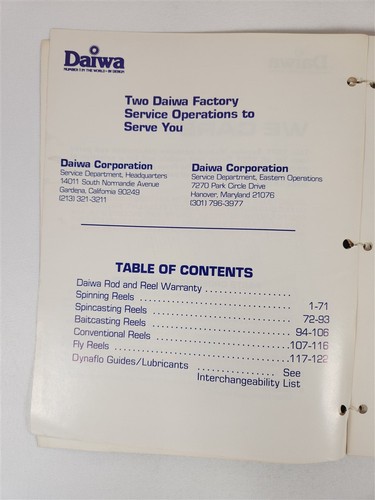 Daiwa
NUMBER 1 IN THE WORLD • IN DESIGN
Two Daiwa Factory
Service Operations to
Serve You
Daiwa Corporation
Service Department, Headquarters
14011 South Normandie Avenue
Gardena, California 90249
(213) 321-3211
Daiwa Corporation
Service Department, Eastern Operations
7270 Park Circle Drive
Hanover, Maryland 21076
(301) 796-3977
TABLE OF CONTENTS
Daiwa Rod and Reel Warranty ..................
Spinning Reels .............................. 1-71
Spincasting Reels ........................... 72-93
Baitcasting Reels ........................... 94-106
Conventional Reels ..........................107-116
Fly Reels ...................................117-122
Dynaflo Guides/Lubricants ................ See
Interchangeability List